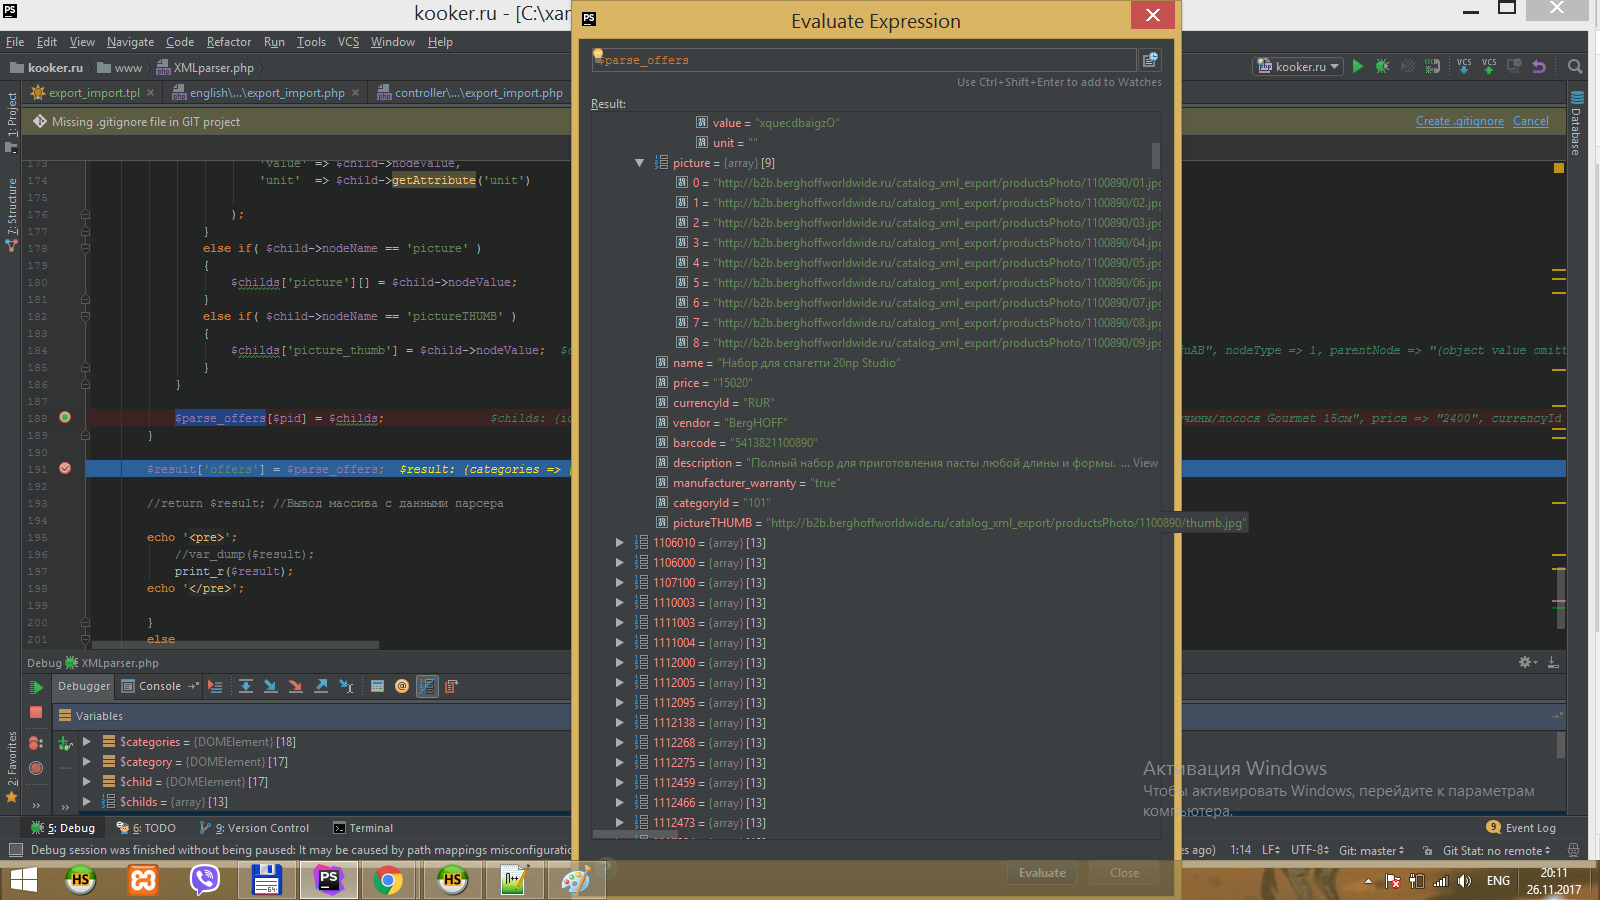 kooker.ru - [C:\xar
Evaluate Expression
File Edit View Navigate Code Refactor Run Tools VCS Window Help
kooker.ru www XMLparser.php
kooker.ru
$parse_offers
Use Ctrl+Shift+Enter to add to Watches
export_import.tpl
english\...\export_import.php
controller\...\export_import.php
Missing .gitignore file in GIT project
Create .gitignore Cancel
1: Project
7: Structure
2: Favorites
Database
173 'value' => $child->nodeValue,
174 'unit' => $child->getAttribute('unit')
175
176 );
177 }
178 else if( $child->nodeName == 'picture' )
179 {
180 $childs['picture'][] = $child->nodeValue;
181 }
182 else if( $child->nodeName == 'pictureTHUMB' )
183 {
184 $childs['picture_thumb'] = $child->nodeValue;
uAB", nodeType => 1, parentNode => "(object value omitt
185 }
186 }
187
188 $parse_offers[$pid] = $childs; $childs: {ic
чины/лосося Gourmet 15см", price => "2400", currencyId
189 }
190
191 $result['offers'] = $parse_offers; $result: {categories =>
192
193 //return $result; //Вывод массива с данными парсера
194
195 echo '<pre>';
196 //var_dump($result);
197 print_r($result);
198 echo '</pre>';
199
200 }
201 else
Result:
value = "xquecdbaigzO"
unit = ""
picture = {array} [9]
0 = "http://b2b.berghoffworldwide.ru/catalog_xml_export/productsPhoto/1100890/01.jpg
1 = "http://b2b.berghoffworldwide.ru/catalog_xml_export/productsPhoto/1100890/02.jpg
2 = "http://b2b.berghoffworldwide.ru/catalog_xml_export/productsPhoto/1100890/03.jpg
3 = "http://b2b.berghoffworldwide.ru/catalog_xml_export/productsPhoto/1100890/04.jpg
4 = "http://b2b.berghoffworldwide.ru/catalog_xml_export/productsPhoto/1100890/05.jpg
5 = "http://b2b.berghoffworldwide.ru/catalog_xml_export/productsPhoto/1100890/06.jpg
6 = "http://b2b.berghoffworldwide.ru/catalog_xml_export/productsPhoto/1100890/07.jpg
7 = "http://b2b.berghoffworldwide.ru/catalog_xml_export/productsPhoto/1100890/08.jpg
8 = "http://b2b.berghoffworldwide.ru/catalog_xml_export/productsPhoto/1100890/09.jpg
name = "Набор для спагетти 20пр Studio"
price = "15020"
currencyId = "RUR"
vendor = "BergHOFF"
barcode = "5413821100890"
description = "Полный набор для приготовления пасты любой длины и формы. ... View
manufacturer_warranty = "true"
categoryId = "101"
pictureTHUMB = "http://b2b.berghoffworldwide.ru/catalog_xml_export/productsPhoto/1100890/thumb.jpg"
1106010 = {array} [13]
1106000 = {array} [13]
1107100 = {array} [13]
1110003 = {array} [13]
1111003 = {array} [13]
1111004 = {array} [13]
1112000 = {array} [13]
1112005 = {array} [13]
1112095 = {array} [13]
1112138 = {array} [13]
1112268 = {array} [13]
1112275 = {array} [13]
1112459 = {array} [13]
1112466 = {array} [13]
1112473 = {array} [13]
Evaluate Close
Debug XMLparser.php
Debugger Console
Variables
$categories = {DOMElement} [18]
$category = {DOMElement} [17]
$child = {DOMElement} [17]
$childs = {array} [13]
Активация Windows
Чтобы активировать Windows, перейдите к параметрам
компьютера.
5: Debug 6: TODO 9: Version Control Terminal
9 Event Log
Debug session was finished without being paused: It may be caused by path mappings misconfiguratio
es ago) 1:14 LF UTF-8 Git: master Git Stat: no remote
ENG
20:11
26.11.2017